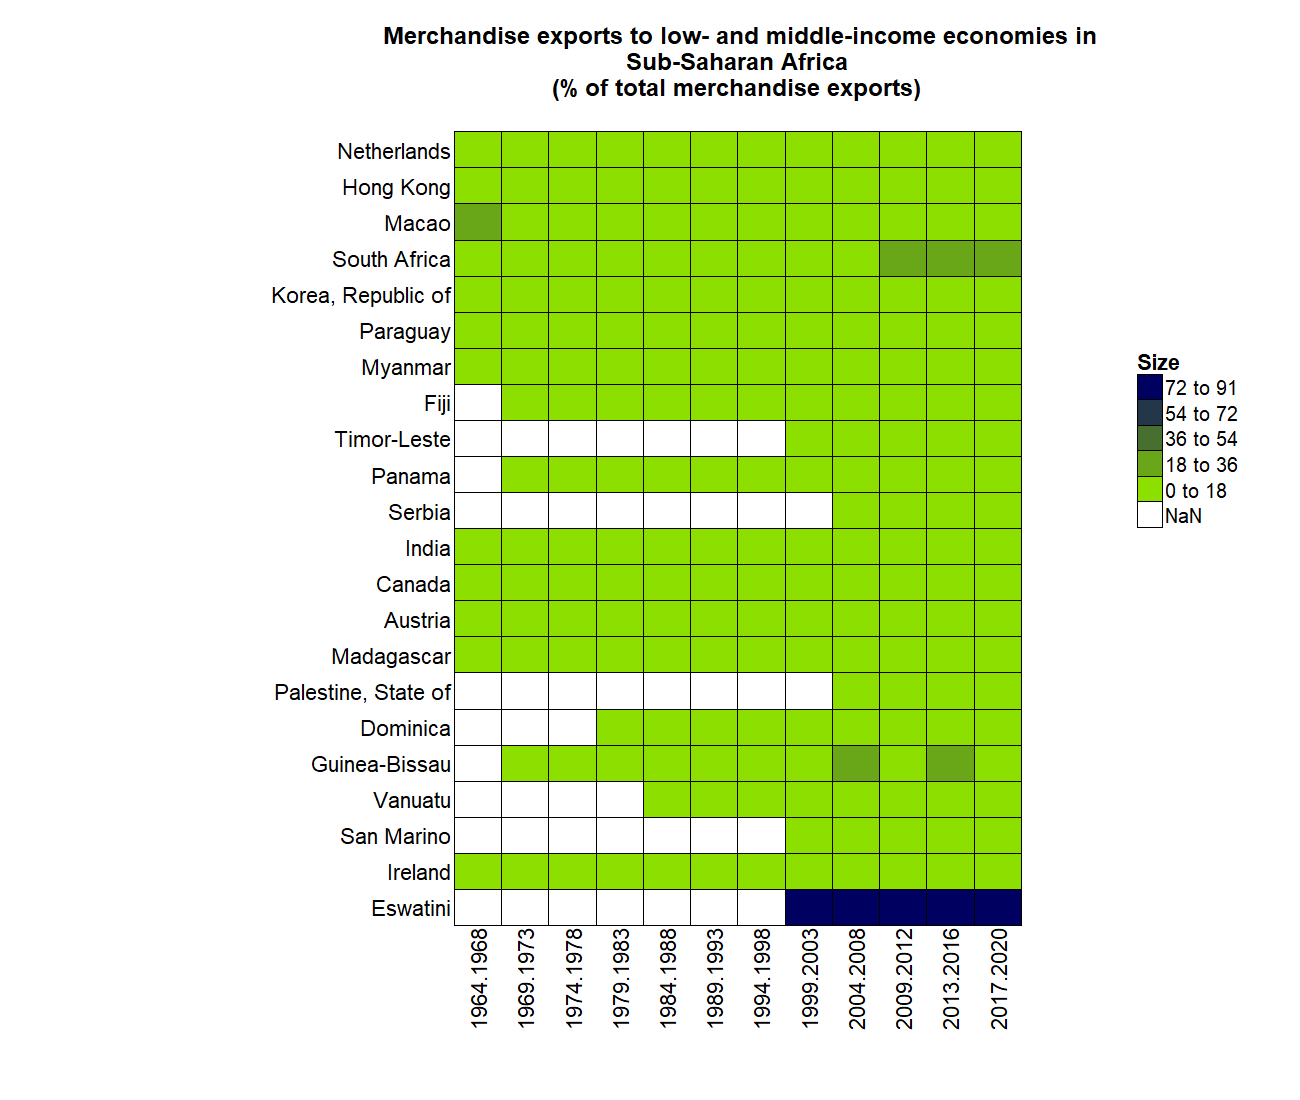 Merchandise exports to low- and middle-income economies in
Sub-Saharan Africa
(% of total merchandise exports)
Netherlands
Hong Kong
Macao
South Africa
Korea, Republic of
Paraguay
Myanmar
Fiji
Timor-Leste
Panama
Serbia
India
Canada
Austria
Madagascar
Palestine, State of
Dominica
Guinea-Bissau
Vanuatu
San Marino
Ireland
Eswatini
1964.1968
1969.1973
1974.1978
1979.1983
1984.1988
1989.1993
1994.1998
1999.2003
2004.2008
2009.2012
2013.2016
2017.2020
Size
72 to 91
54 to 72
36 to 54
18 to 36
0 to 18
NaN